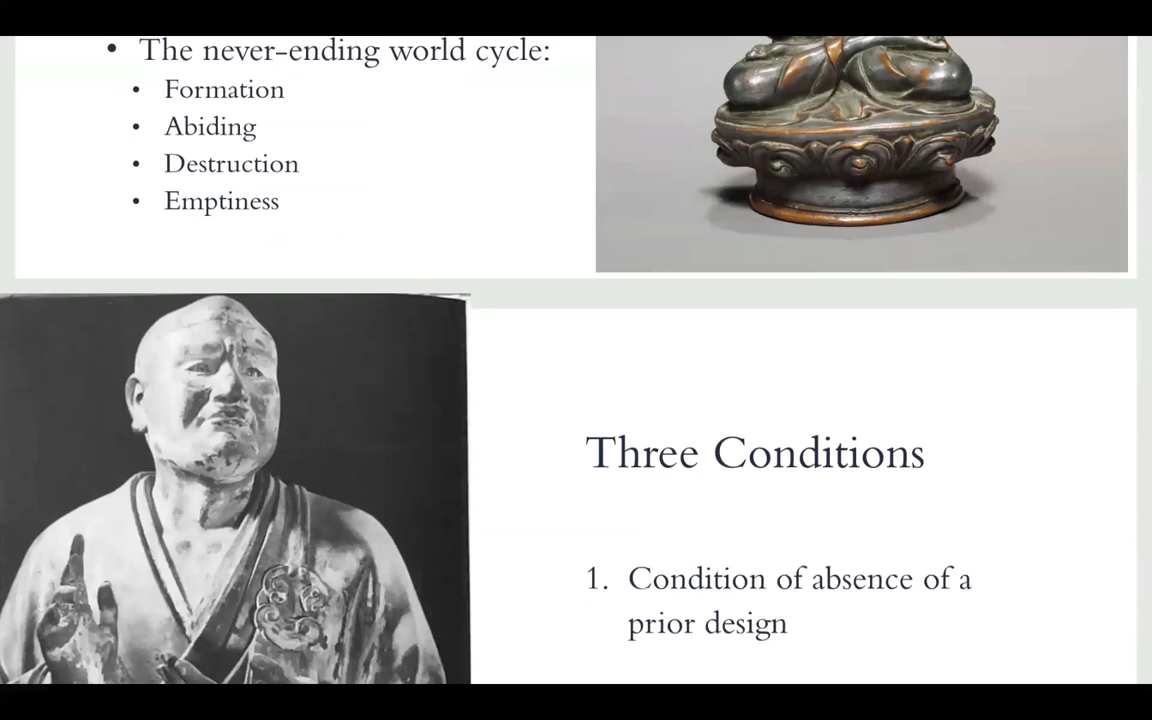 • The never-ending world cycle:
• Formation
• Abiding
• Destruction
• Emptiness
Three Conditions
1. Condition of absence of a
prior design